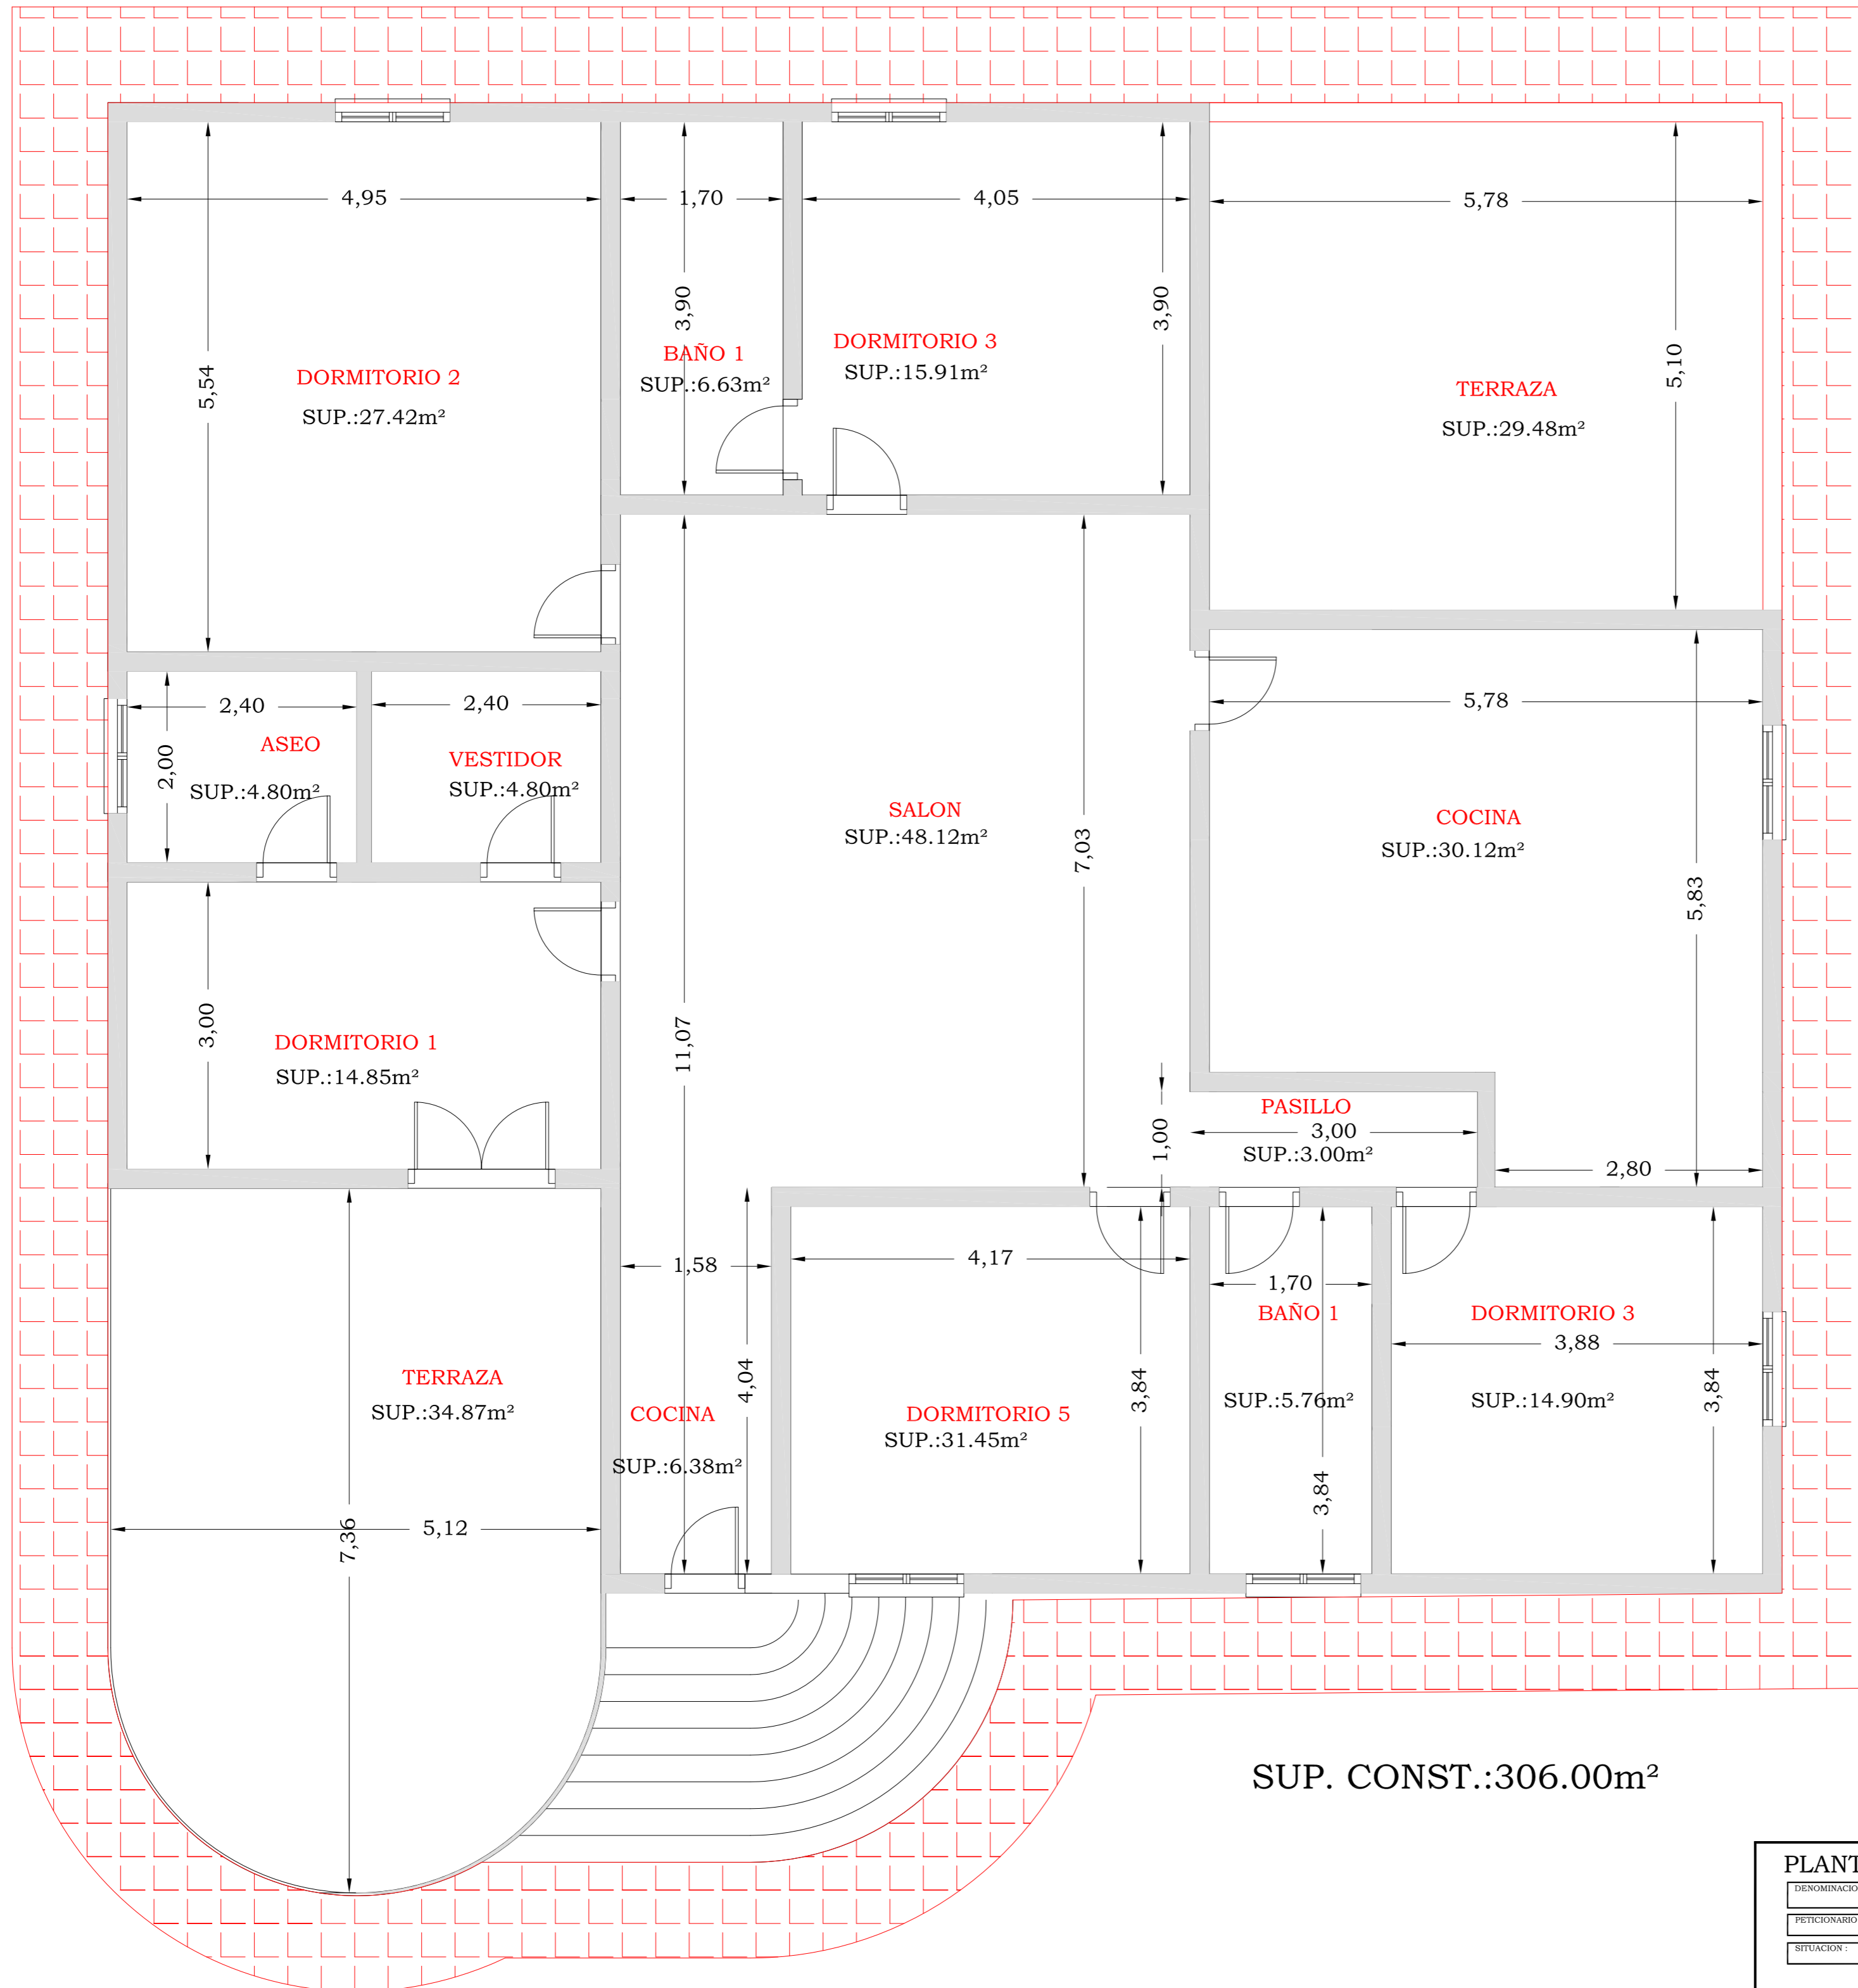 4,95
1,70
4,05
5,78
5,54
3,90
3,90
5,10
DORMITORIO 2
SUP.:27.42m²
BAÑO 1
SUP.:6.63m²
DORMITORIO 3
SUP.:15.91m²
TERRAZA
SUP.:29.48m²
2,40
2,40
5,78
2,00
ASEO
SUP.:4.80m²
VESTIDOR
SUP.:4.80m²
SALON
SUP.:48.12m²
7,03
COCINA
SUP.:30.12m²
5,83
3,00
DORMITORIO 1
SUP.:14.85m²
11,07
1,00
PASILLO
3,00
SUP.:3.00m²
2,80
1,58
4,17
1,70
BAÑO 1
SUP.:5.76m²
3,84
DORMITORIO 3
3,88
SUP.:14.90m²
3,84
TERRAZA
SUP.:34.87m²
COCINA
SUP.:6.38m²
4,04
DORMITORIO 5
SUP.:31.45m²
3,84
7,36
5,12
SUP. CONST.:306.00m²
PLANT
DENOMINACIO
PETICIONARIO
SITUACION :